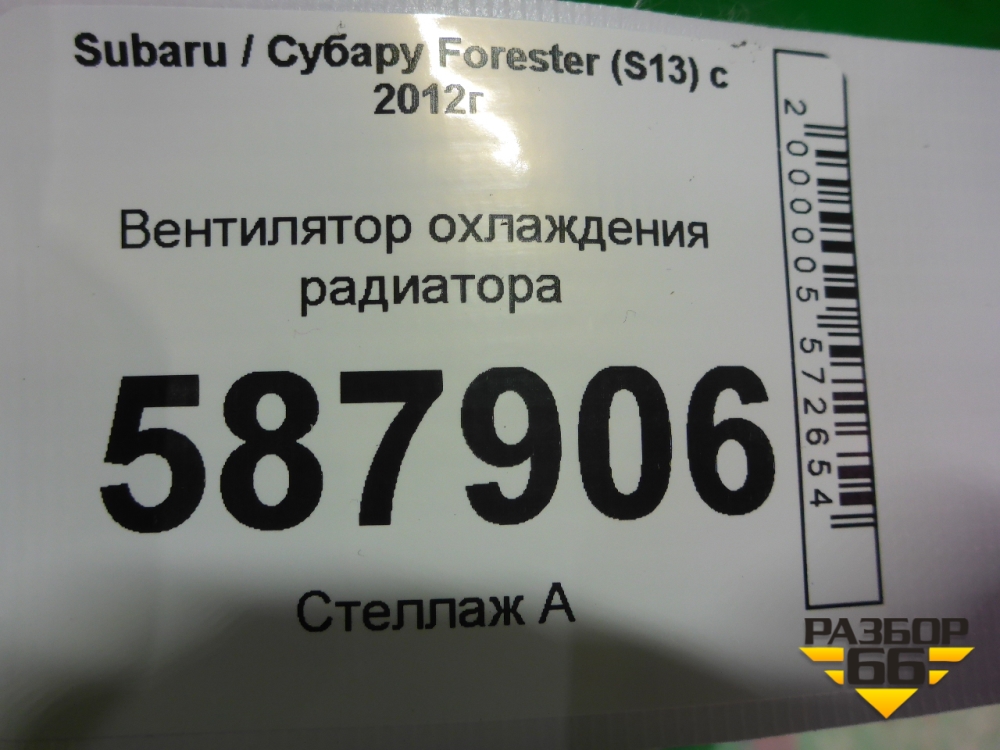 Subaru / Субару Forester (S13) с
2012г
Вентилятор охлаждения
радиатора
587906
Стеллаж А
2000005572654
РАЗБОР
66